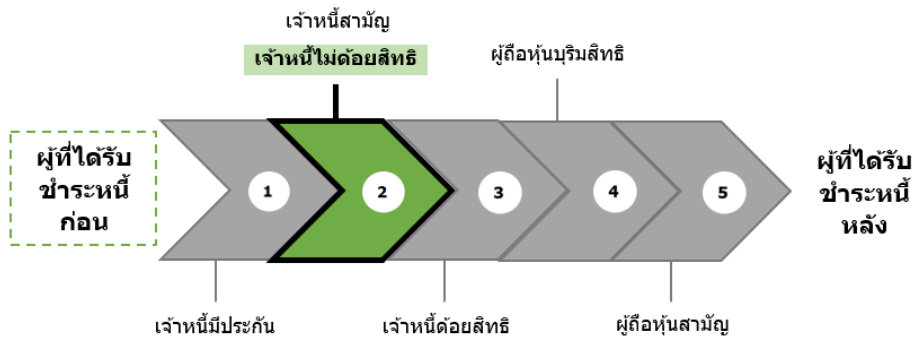 เจ้าหนี้สามัญ
เจ้าหนี้ไม่ด้อยสิทธิ
ผู้ถือหุ้นบุริมสิทธิ
ผู้ที่ได้รับ
ชำระหนี้
ก่อน
1
2
3
4
5
ผู้ที่ได้รับ
ชำระหนี้
หลัง
เจ้าหนี้มีประกัน
เจ้าหนี้ด้อยสิทธิ
ผู้ถือหุ้นสามัญ